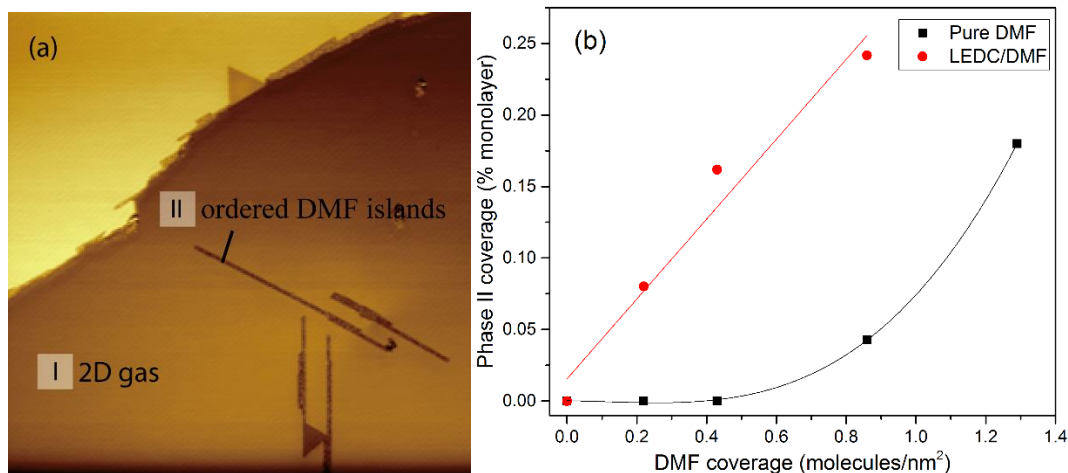 (a)
II ordered DMF islands
I 2D gas
(b)
Pure DMF
LEDC/DMF
Phase II coverage (% monolayer)
0.25
0.20
0.15
0.10
0.05
0.00
0.0 0.2 0.4 0.6 0.8 1.0 1.2 1.4
DMF coverage (molecules/nm²)